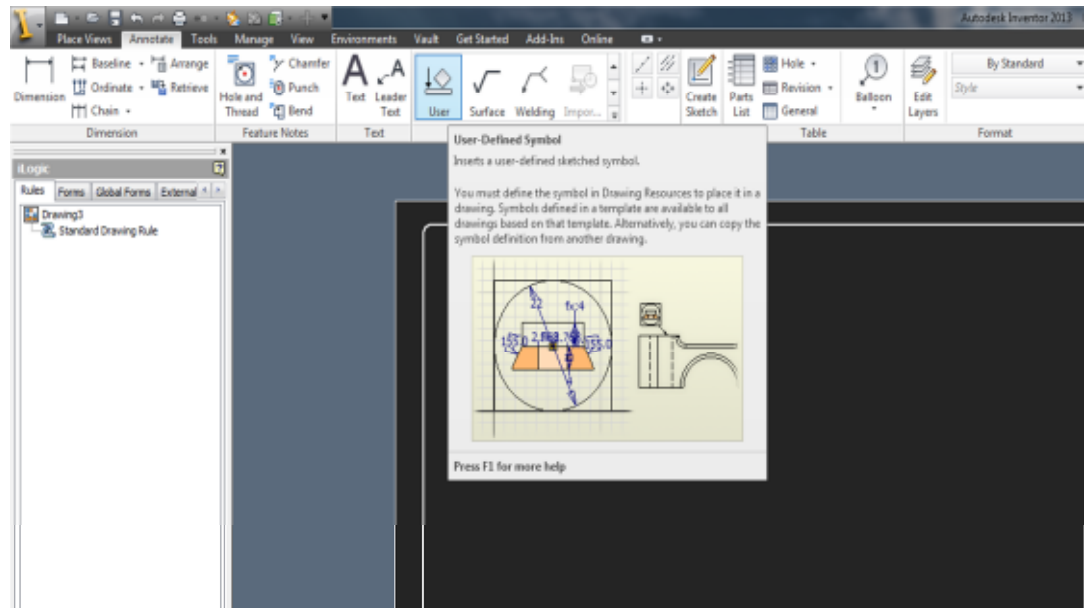 Autodesk Inventor 2013
Place Views Annotate Tools Manage View Environments Vault Get Started Add-Ins Online
Baseline Arrange Chamfer Hole By Standard
Dimension Ordinate Retrieve Hole and Thread Punch Text Leader Text User Surface Welding Impor... Create Sketch Parts List Revision Balloon Edit Layers Style
Chain Bend General
Dimension Feature Notes Text Table Format
User-Defined Symbol
Inserts a user-defined sketched symbol.
iLogic
Rules Forms Global Forms External
You must define the symbol in Drawing Resources to place it in a
drawing. Symbols defined in a template are available to all
drawings based on that template. Alternatively, you can copy the
symbol definition from another drawing.
Drawing3
Standard Drawing Rule
22
155.0
Press F1 for more help